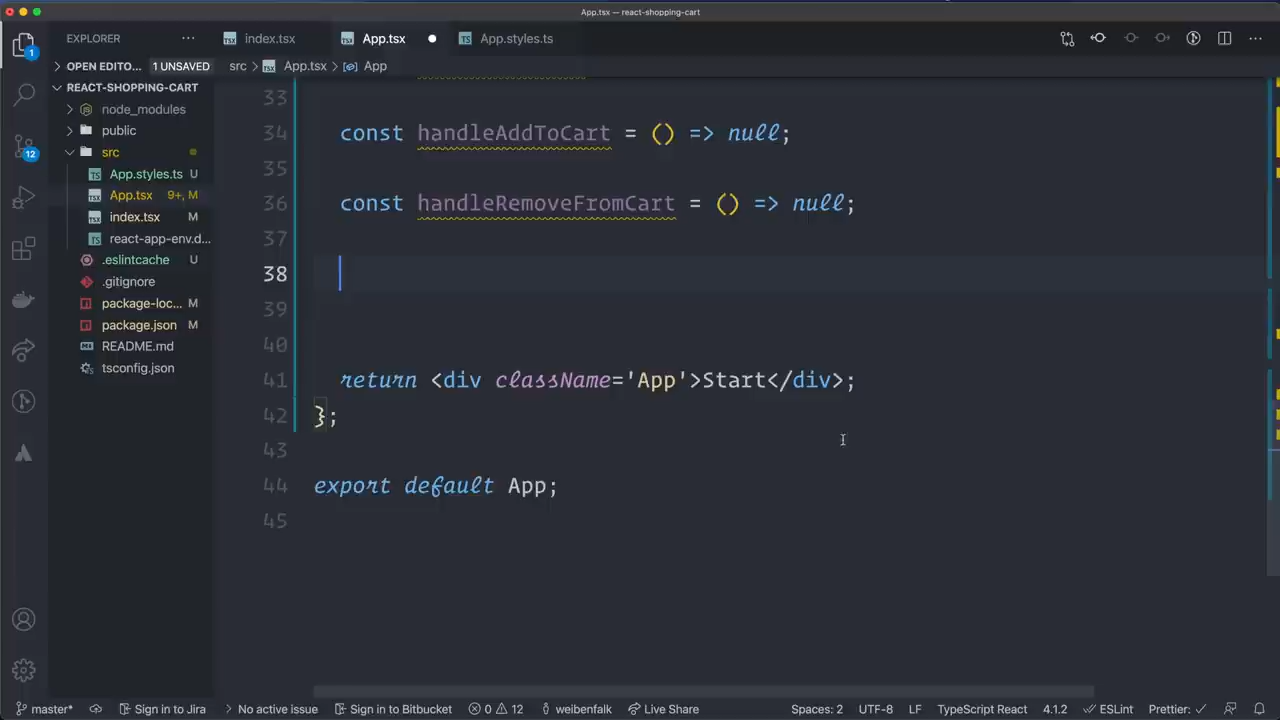 App.tsx — react-shopping-cart
EXPLORER
index.tsx
App.tsx
App.styles.ts
OPEN EDITO... 1 UNSAVED
src > App.tsx > App
REACT-SHOPPING-CART
node_modules
public
src
App.styles.ts U
App.tsx 9+, M
index.tsx M
react-app-env.d...
.eslintcache U
.gitignore
package-loc... M
package.json M
README.md
tsconfig.json
1
12
33
34 const handleAddToCart = () => null;
35
36 const handleRemoveFromCart = () => null;
37
38
39
40
41 return <div className='App'>Start</div>;
42 };
43
44 export default App;
45
master* Sign in to Jira No active issue Sign in to Bitbucket 0 12 weibenfalk Live Share Spaces: 2 UTF-8 LF TypeScript React 4.1.2 ESLint Prettier: ✓